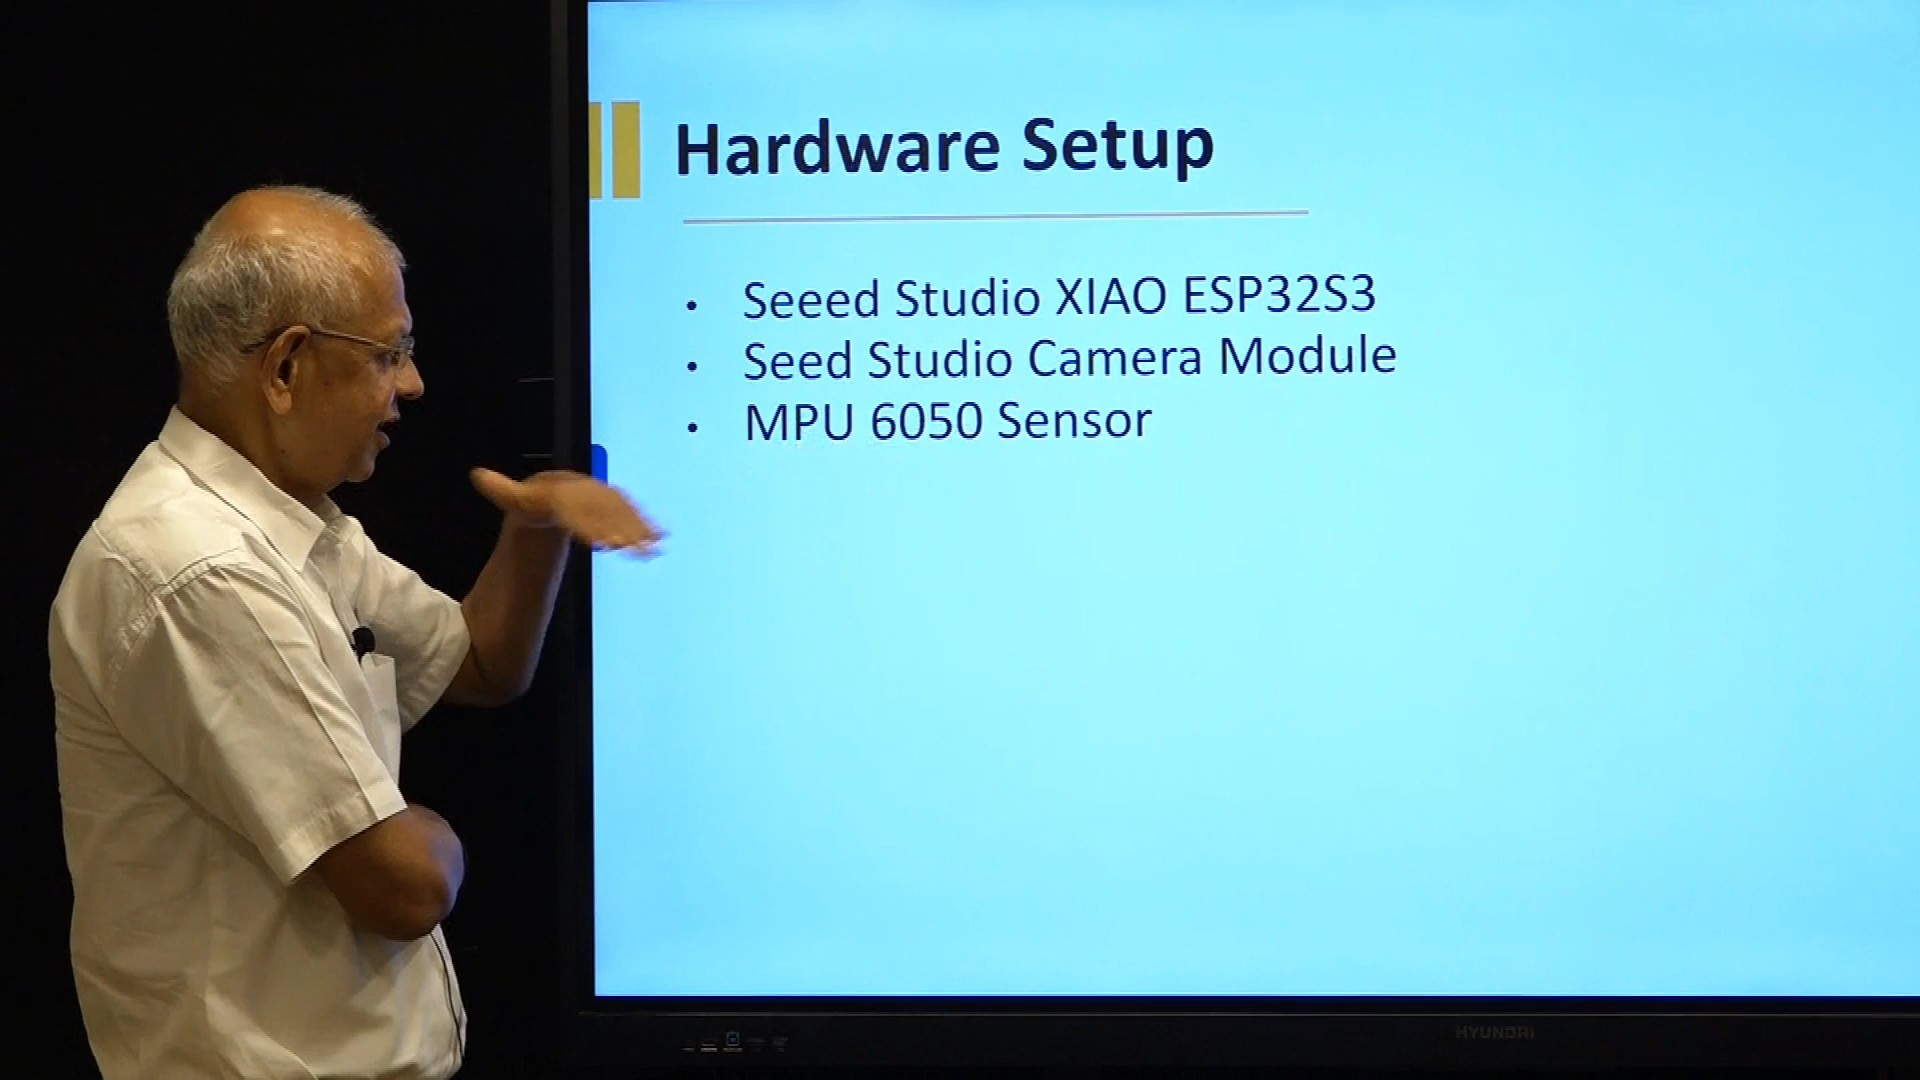 Hardware Setup
• Seeed Studio XIAO ESP32S3
• Seed Studio Camera Module
• MPU 6050 Sensor
HYUNDAI